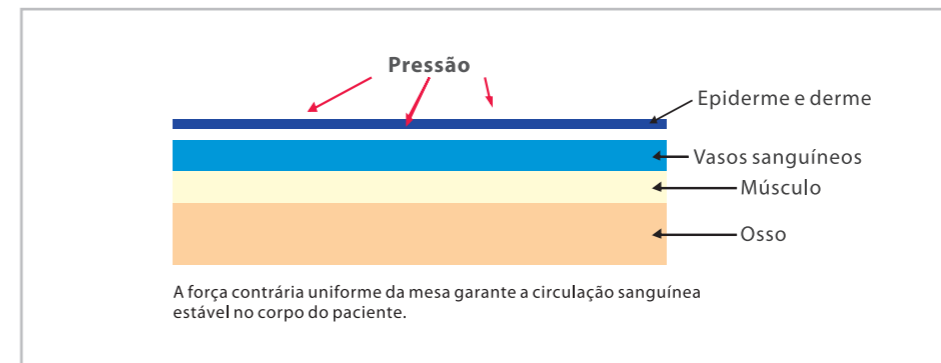 Pressão
Epiderme e derme
Vasos sanguíneos
Músculo
Osso
A força contrária uniforme da mesa garante a circulação sanguínea
estável no corpo do paciente.